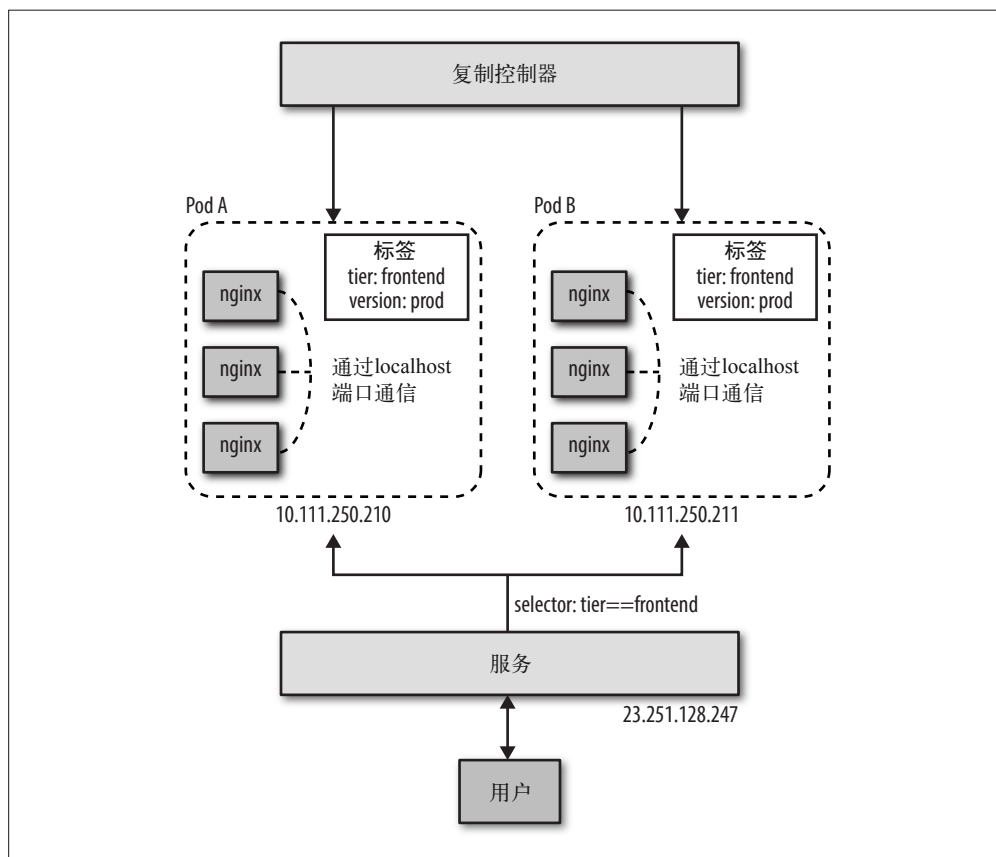 复制控制器
Pod A
标签
tier: frontend
version: prod
nginx
nginx
nginx
通过localhost
端口通信
10.111.250.210
Pod B
标签
tier: frontend
version: prod
nginx
nginx
nginx
通过localhost
端口通信
10.111.250.211
selector: tier==frontend
服务
23.251.128.247
用户